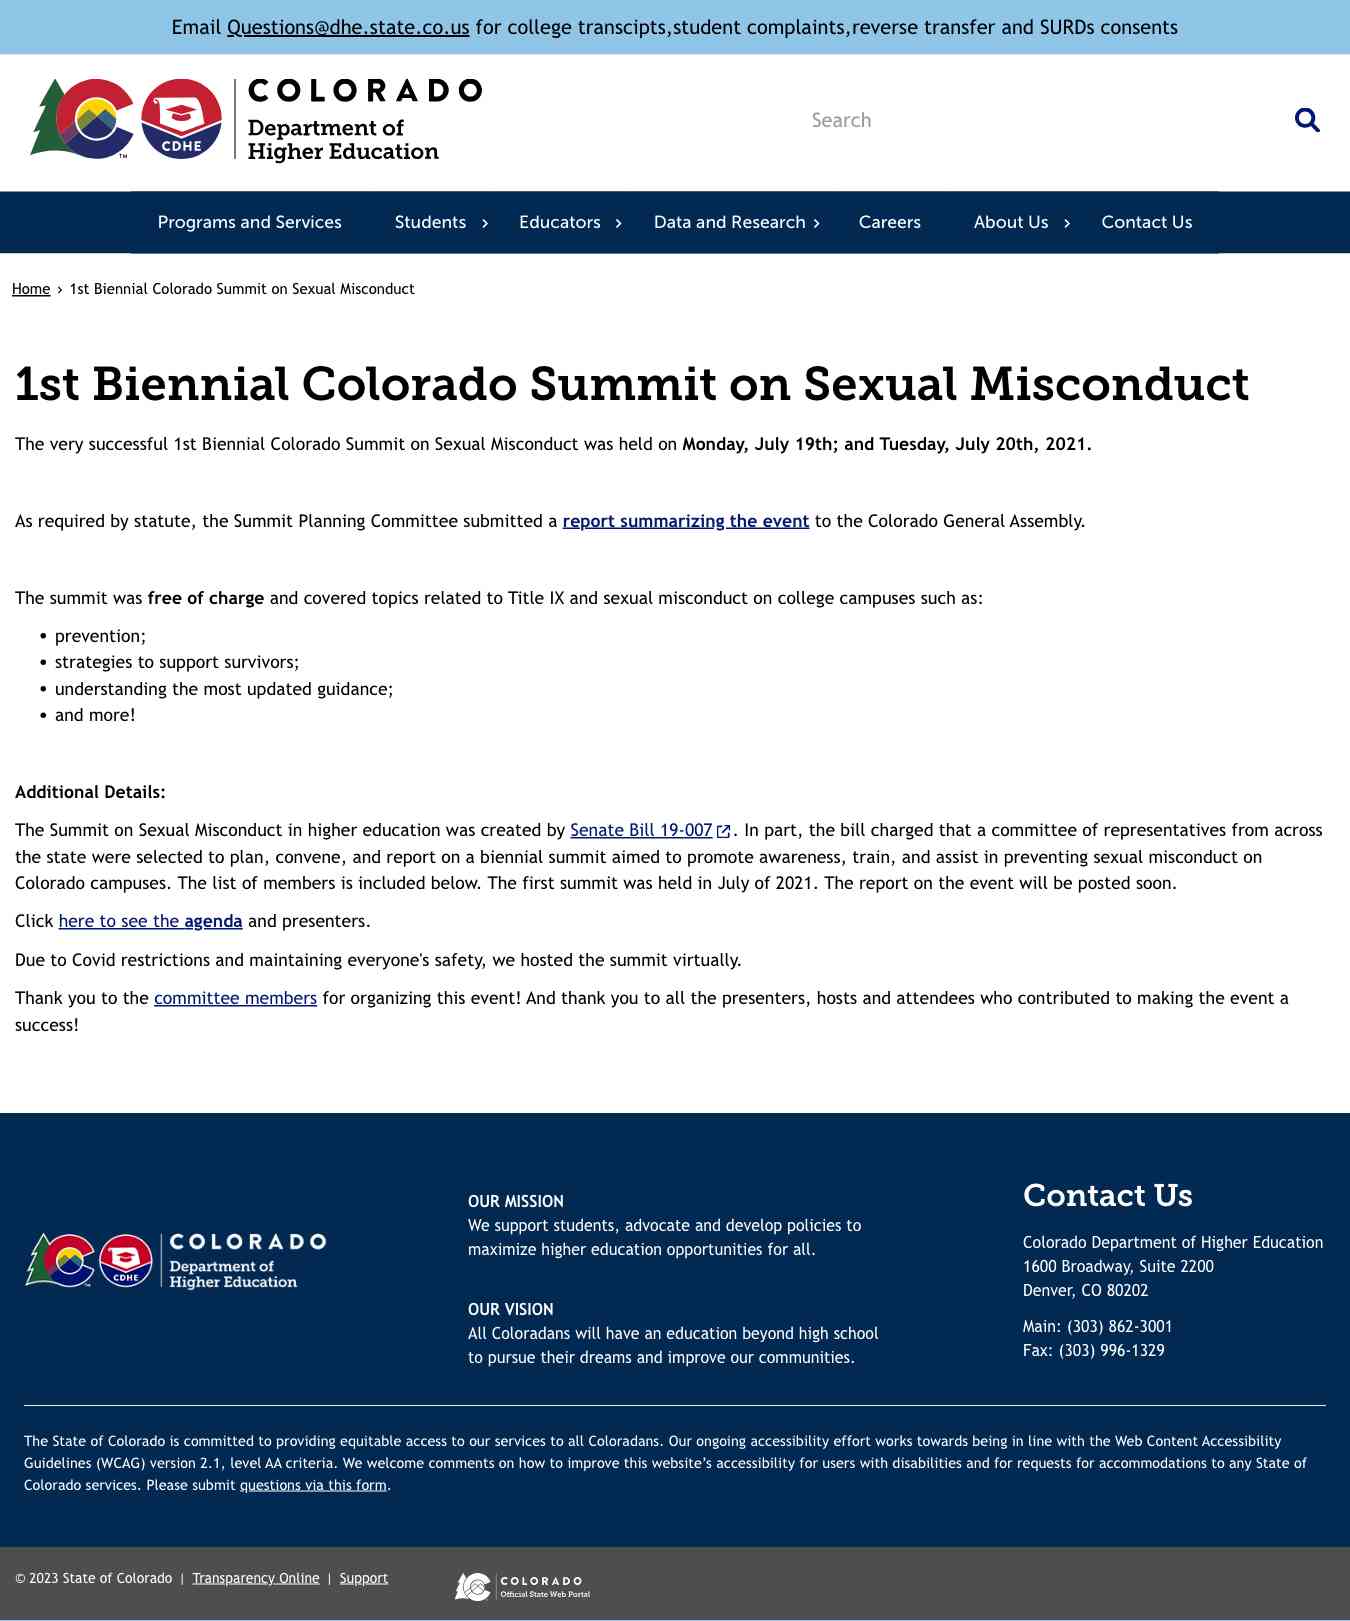 Email Questions@dhe.state.co.us for college transcipts,student complaints,reverse transfer and SURDs consents
COLORADO
Department of
Higher Education
CDHE
TM
Search
Programs and Services Students Educators Data and Research Careers About Us Contact Us
Home › 1st Biennial Colorado Summit on Sexual Misconduct
1st Biennial Colorado Summit on Sexual Misconduct
The very successful 1st Biennial Colorado Summit on Sexual Misconduct was held on Monday, July 19th; and Tuesday, July 20th, 2021.
As required by statute, the Summit Planning Committee submitted a report summarizing the event to the Colorado General Assembly.
The summit was free of charge and covered topics related to Title IX and sexual misconduct on college campuses such as:
• prevention;
• strategies to support survivors;
• understanding the most updated guidance;
• and more!
Additional Details:
The Summit on Sexual Misconduct in higher education was created by Senate Bill 19-007. In part, the bill charged that a committee of representatives from across
the state were selected to plan, convene, and report on a biennial summit aimed to promote awareness, train, and assist in preventing sexual misconduct on
Colorado campuses. The list of members is included below. The first summit was held in July of 2021. The report on the event will be posted soon.
Click here to see the agenda and presenters.
Due to Covid restrictions and maintaining everyone's safety, we hosted the summit virtually.
Thank you to the committee members for organizing this event! And thank you to all the presenters, hosts and attendees who contributed to making the event a
success!
COLORADO
Department of
Higher Education
CDHE
OUR MISSION
We support students, advocate and develop policies to
maximize higher education opportunities for all.
OUR VISION
All Coloradans will have an education beyond high school
to pursue their dreams and improve our communities.
Contact Us
Colorado Department of Higher Education
1600 Broadway, Suite 2200
Denver, CO 80202
Main: (303) 862-3001
Fax: (303) 996-1329
The State of Colorado is committed to providing equitable access to our services to all Coloradans. Our ongoing accessibility effort works towards being in line with the Web Content Accessibility
Guidelines (WCAG) version 2.1, level AA criteria. We welcome comments on how to improve this website’s accessibility for users with disabilities and for requests for accommodations to any State of
Colorado services. Please submit questions via this form.
© 2023 State of Colorado | Transparency Online | Support
COLORADO
Official State Web Portal